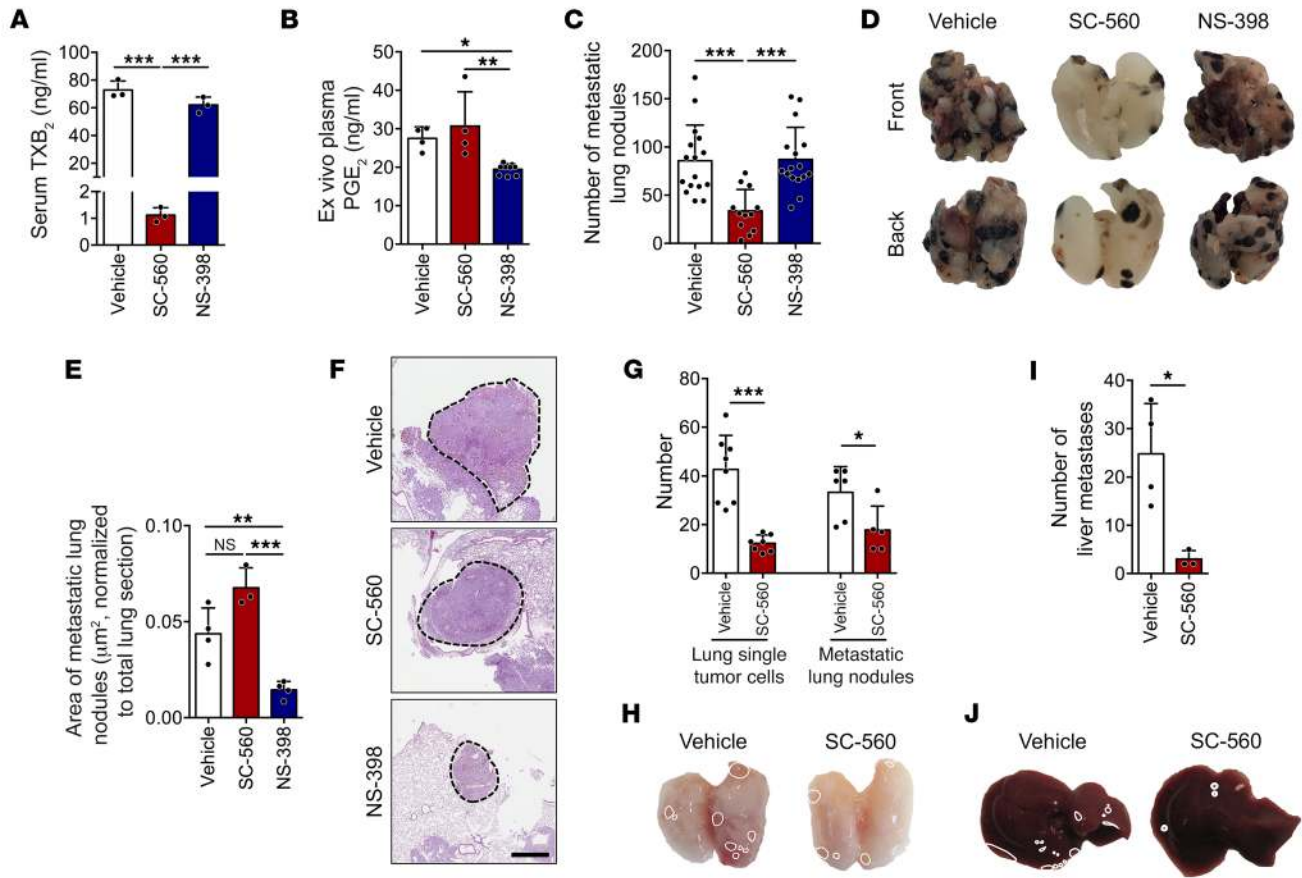 A
Serum TXB2 (ng/ml)
100
80
60
40
20
2
1
0
***
***
Vehicle
SC-560
NS-398
B
Ex vivo plasma
PGE2 (ng/ml)
50
40
30
20
10
0
*
**
Vehicle
SC-560
NS-398
C
Number of metastatic
lung nodules
200
150
100
50
0
***
***
Vehicle
SC-560
NS-398
D
Vehicle
SC-560
NS-398
Front
Back
E
Area of metastatic lung
nodules (μm2, normalized
to total lung section)
0.10
0.05
0.00
**
NS
***
Vehicle
SC-560
NS-398
F
Vehicle
SC-560
NS-398
G
Number
80
60
40
20
0
***
*
Vehicle
SC-560
Vehicle
SC-560
Lung single
tumor cells
Metastatic
lung nodules
H
Vehicle
SC-560
I
Number of
liver metastases
40
30
20
10
0
*
Vehicle
SC-560
J
Vehicle
SC-560